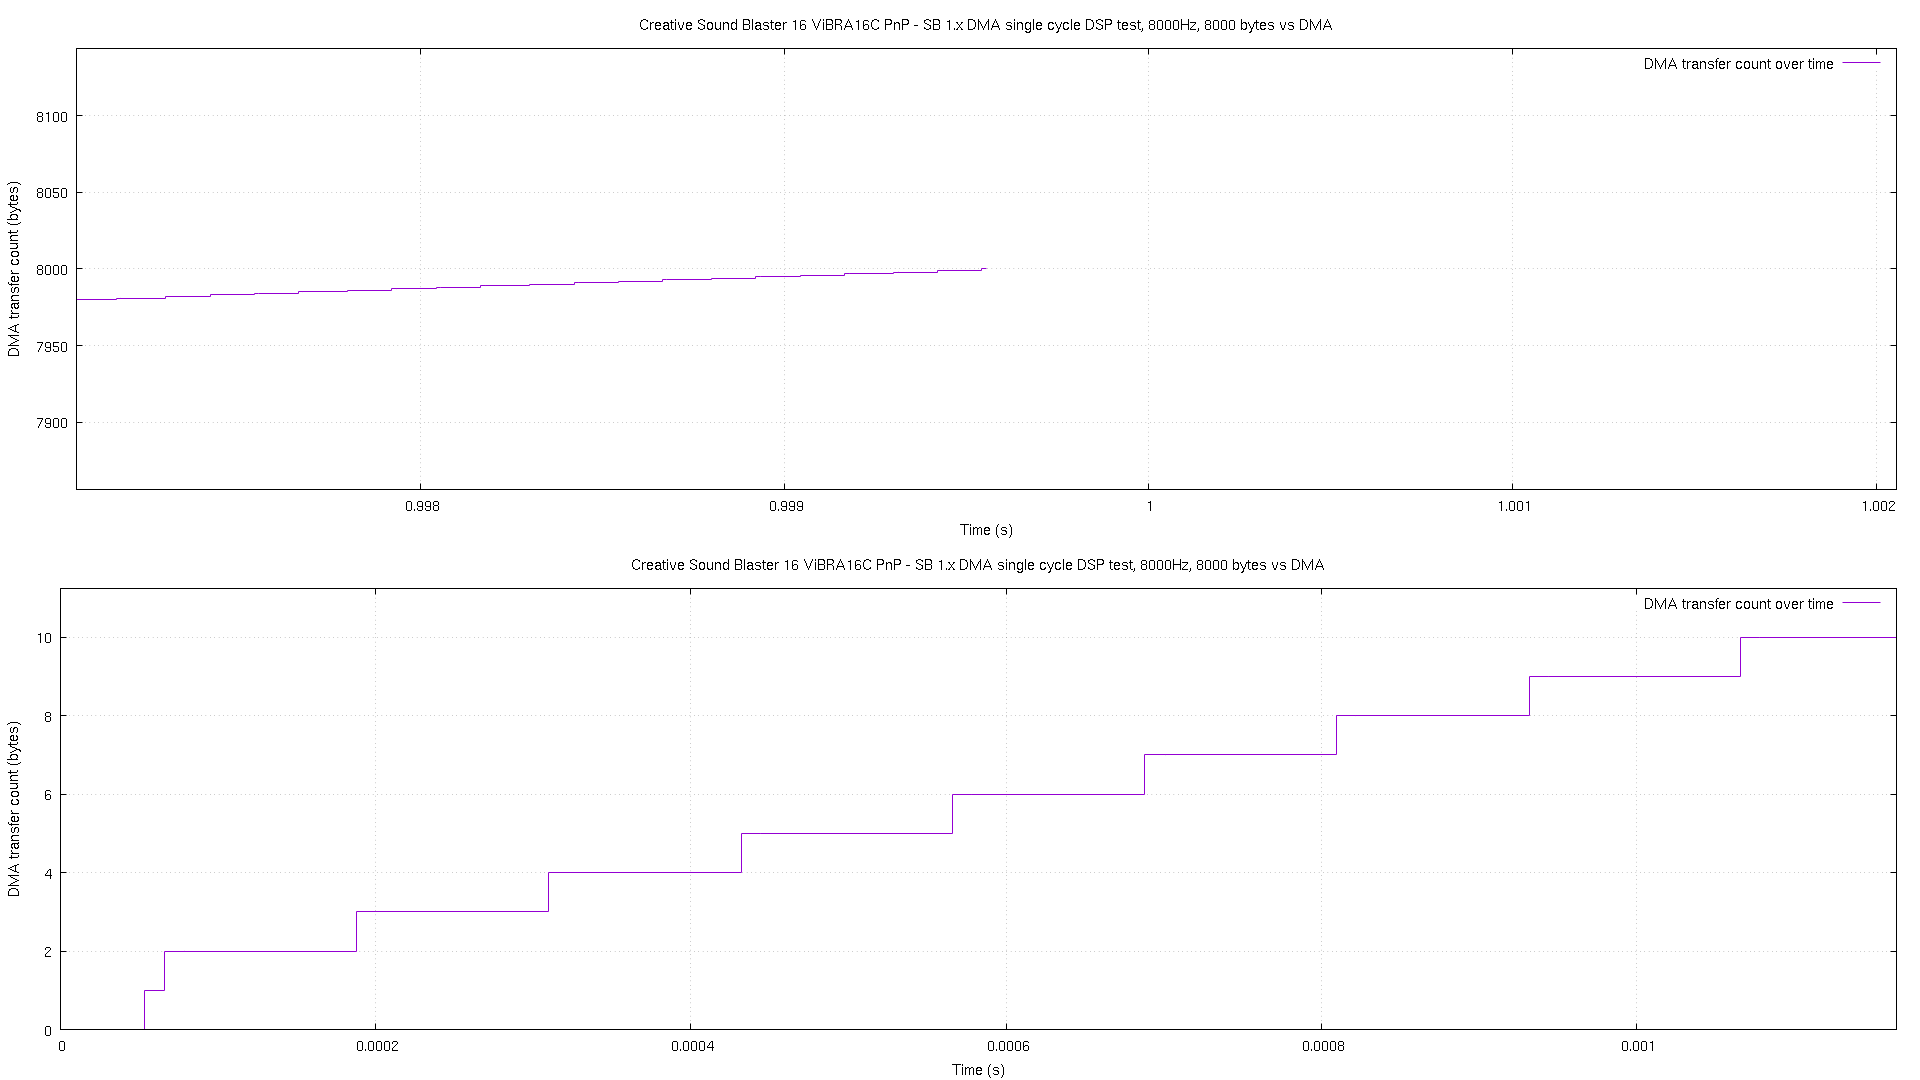 Creative Sound Blaster 16 ViBRA16C PnP - SB 1.x DMA single cycle DSP test, 8000Hz, 8000 bytes vs DMA
DMA transfer count over time
8100
8050
8000
7950
7900
DMA transfer count (bytes)
0.998 0.999 1 1.001 1.002
Time (s)
Creative Sound Blaster 16 ViBRA16C PnP - SB 1.x DMA single cycle DSP test, 8000Hz, 8000 bytes vs DMA
DMA transfer count over time
10
8
6
4
2
0
DMA transfer count (bytes)
0 0.0002 0.0004 0.0006 0.0008 0.001
Time (s)